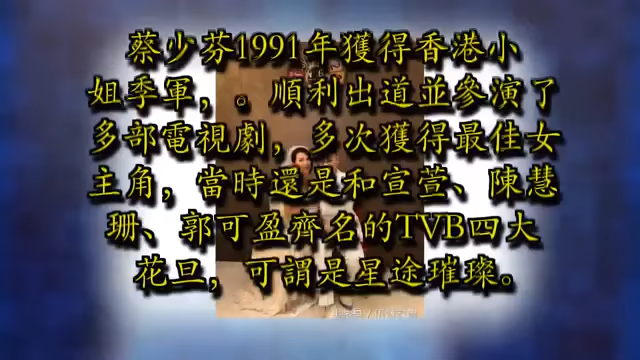 蔡少芬1991年獲得香港小
姐季軍，。順利出道並參演了
多部電視劇，多次獲得最佳女
主角，當時還是和宣萱、陳慧
珊、郭可盈齊名的TVB四大
花旦，可謂是星途璀璨。